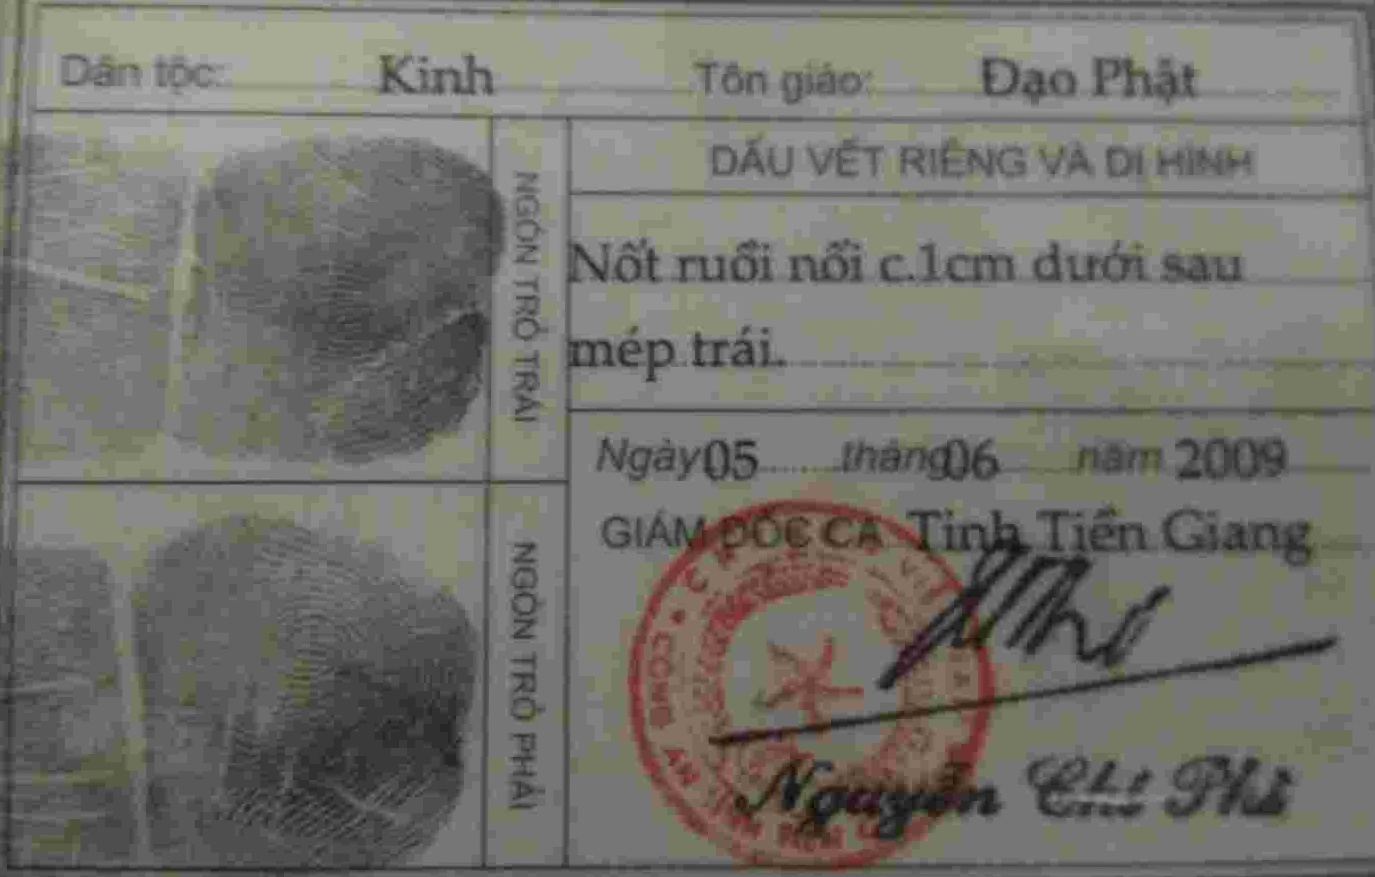 Dân tộc: Kinh Tôn giáo: Đạo Phật
NGÓN TRỎ TRÁI
DẤU VẾT RIÊNG VÀ DỊ HÌNH
Nốt ruồi nổi c.1cm dưới sau
mép trái.
Ngày 05 tháng 06 năm 2009
GIÁM ĐỐC CA Tỉnh Tiền Giang
NGÓN TRỎ PHẢI
CÔNG AN
Nguyễn Chí Phi